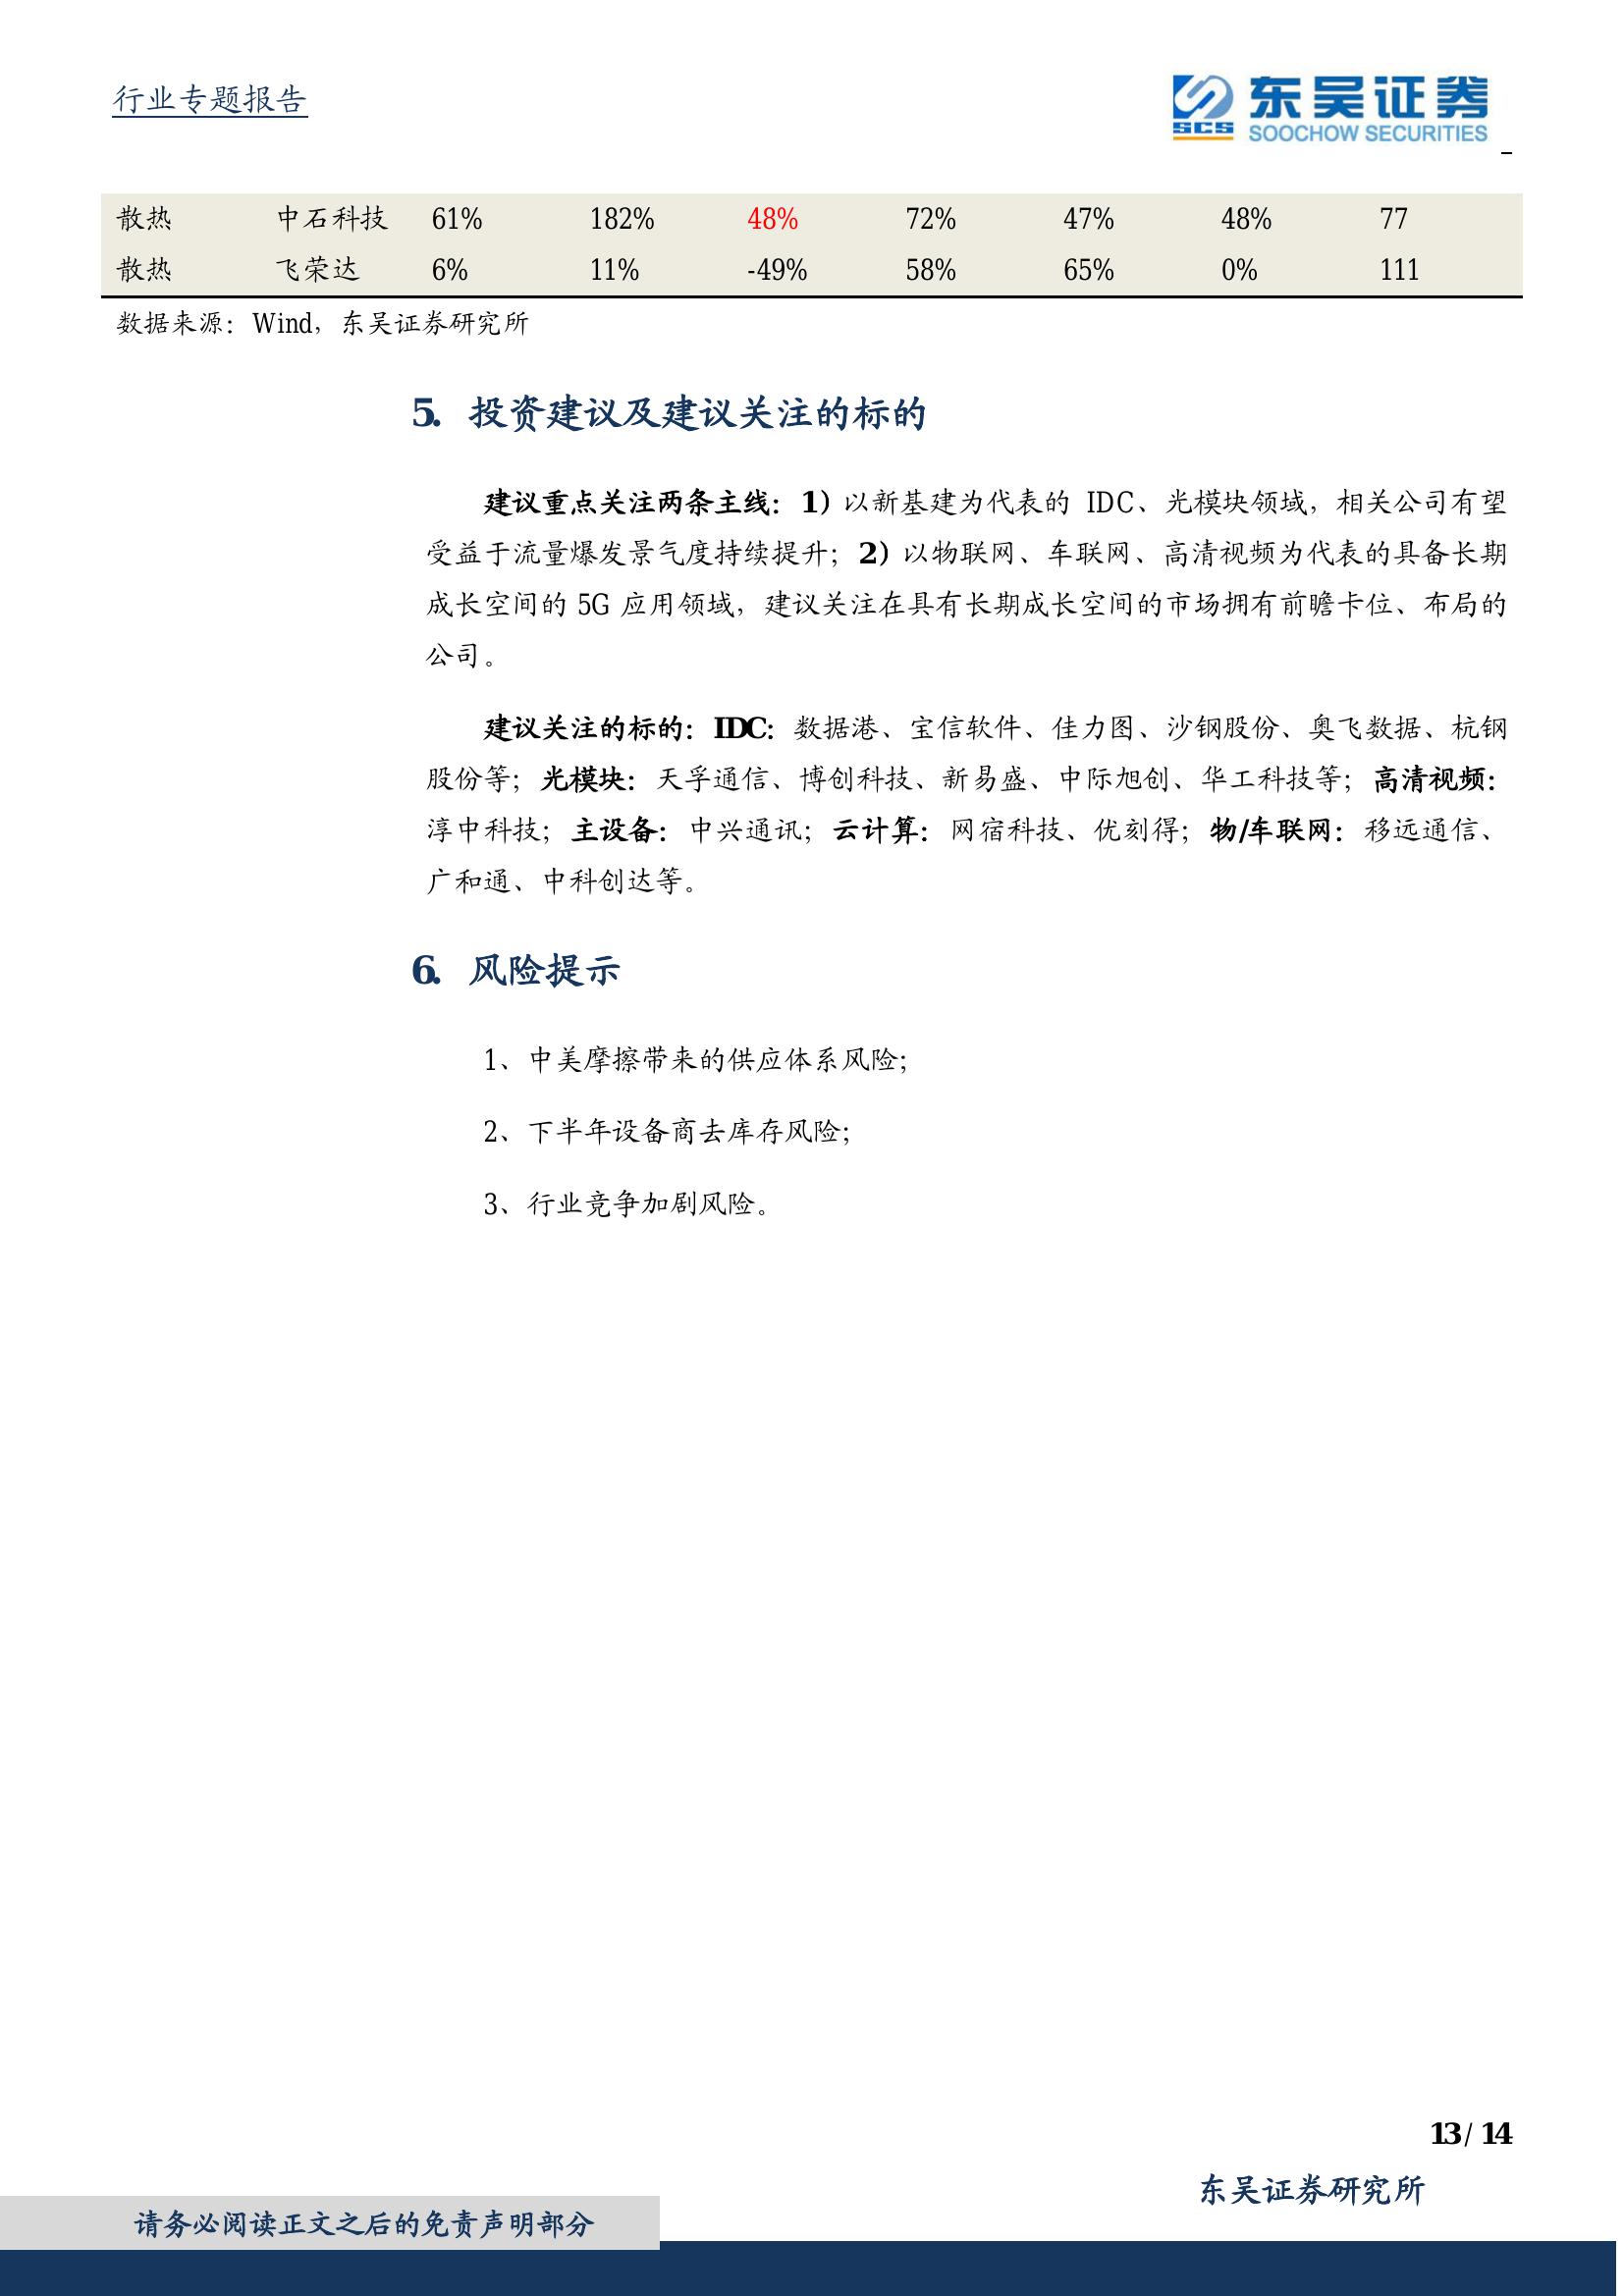 行业专题报告
东吴证券
SCS
SOOCHOW SECURITIES
散热 中石科技 61% 182% 48% 72% 47% 48% 77
散热 飞荣达 6% 11% -49% 58% 65% 0% 111
数据来源：Wind，东吴证券研究所
5. 投资建议及建议关注的标的
建议重点关注两条主线：1）以新基建为代表的 IDC、光模块领域，相关公司有望
受益于流量爆发景气度持续提升；2）以物联网、车联网、高清视频为代表的具备长期
成长空间的 5G 应用领域，建议关注在具有长期成长空间的市场拥有前瞻卡位、布局的
公司。
建议关注的标的：IDC：数据港、宝信软件、佳力图、沙钢股份、奥飞数据、杭钢
股份等；光模块：天孚通信、博创科技、新易盛、中际旭创、华工科技等；高清视频：
淳中科技；主设备：中兴通讯；云计算：网宿科技、优刻得；物/车联网：移远通信、
广和通、中科创达等。
6. 风险提示
1、中美摩擦带来的供应体系风险；
2、下半年设备商去库存风险；
3、行业竞争加剧风险。
13 / 14
东吴证券研究所
请务必阅读正文之后的免责声明部分